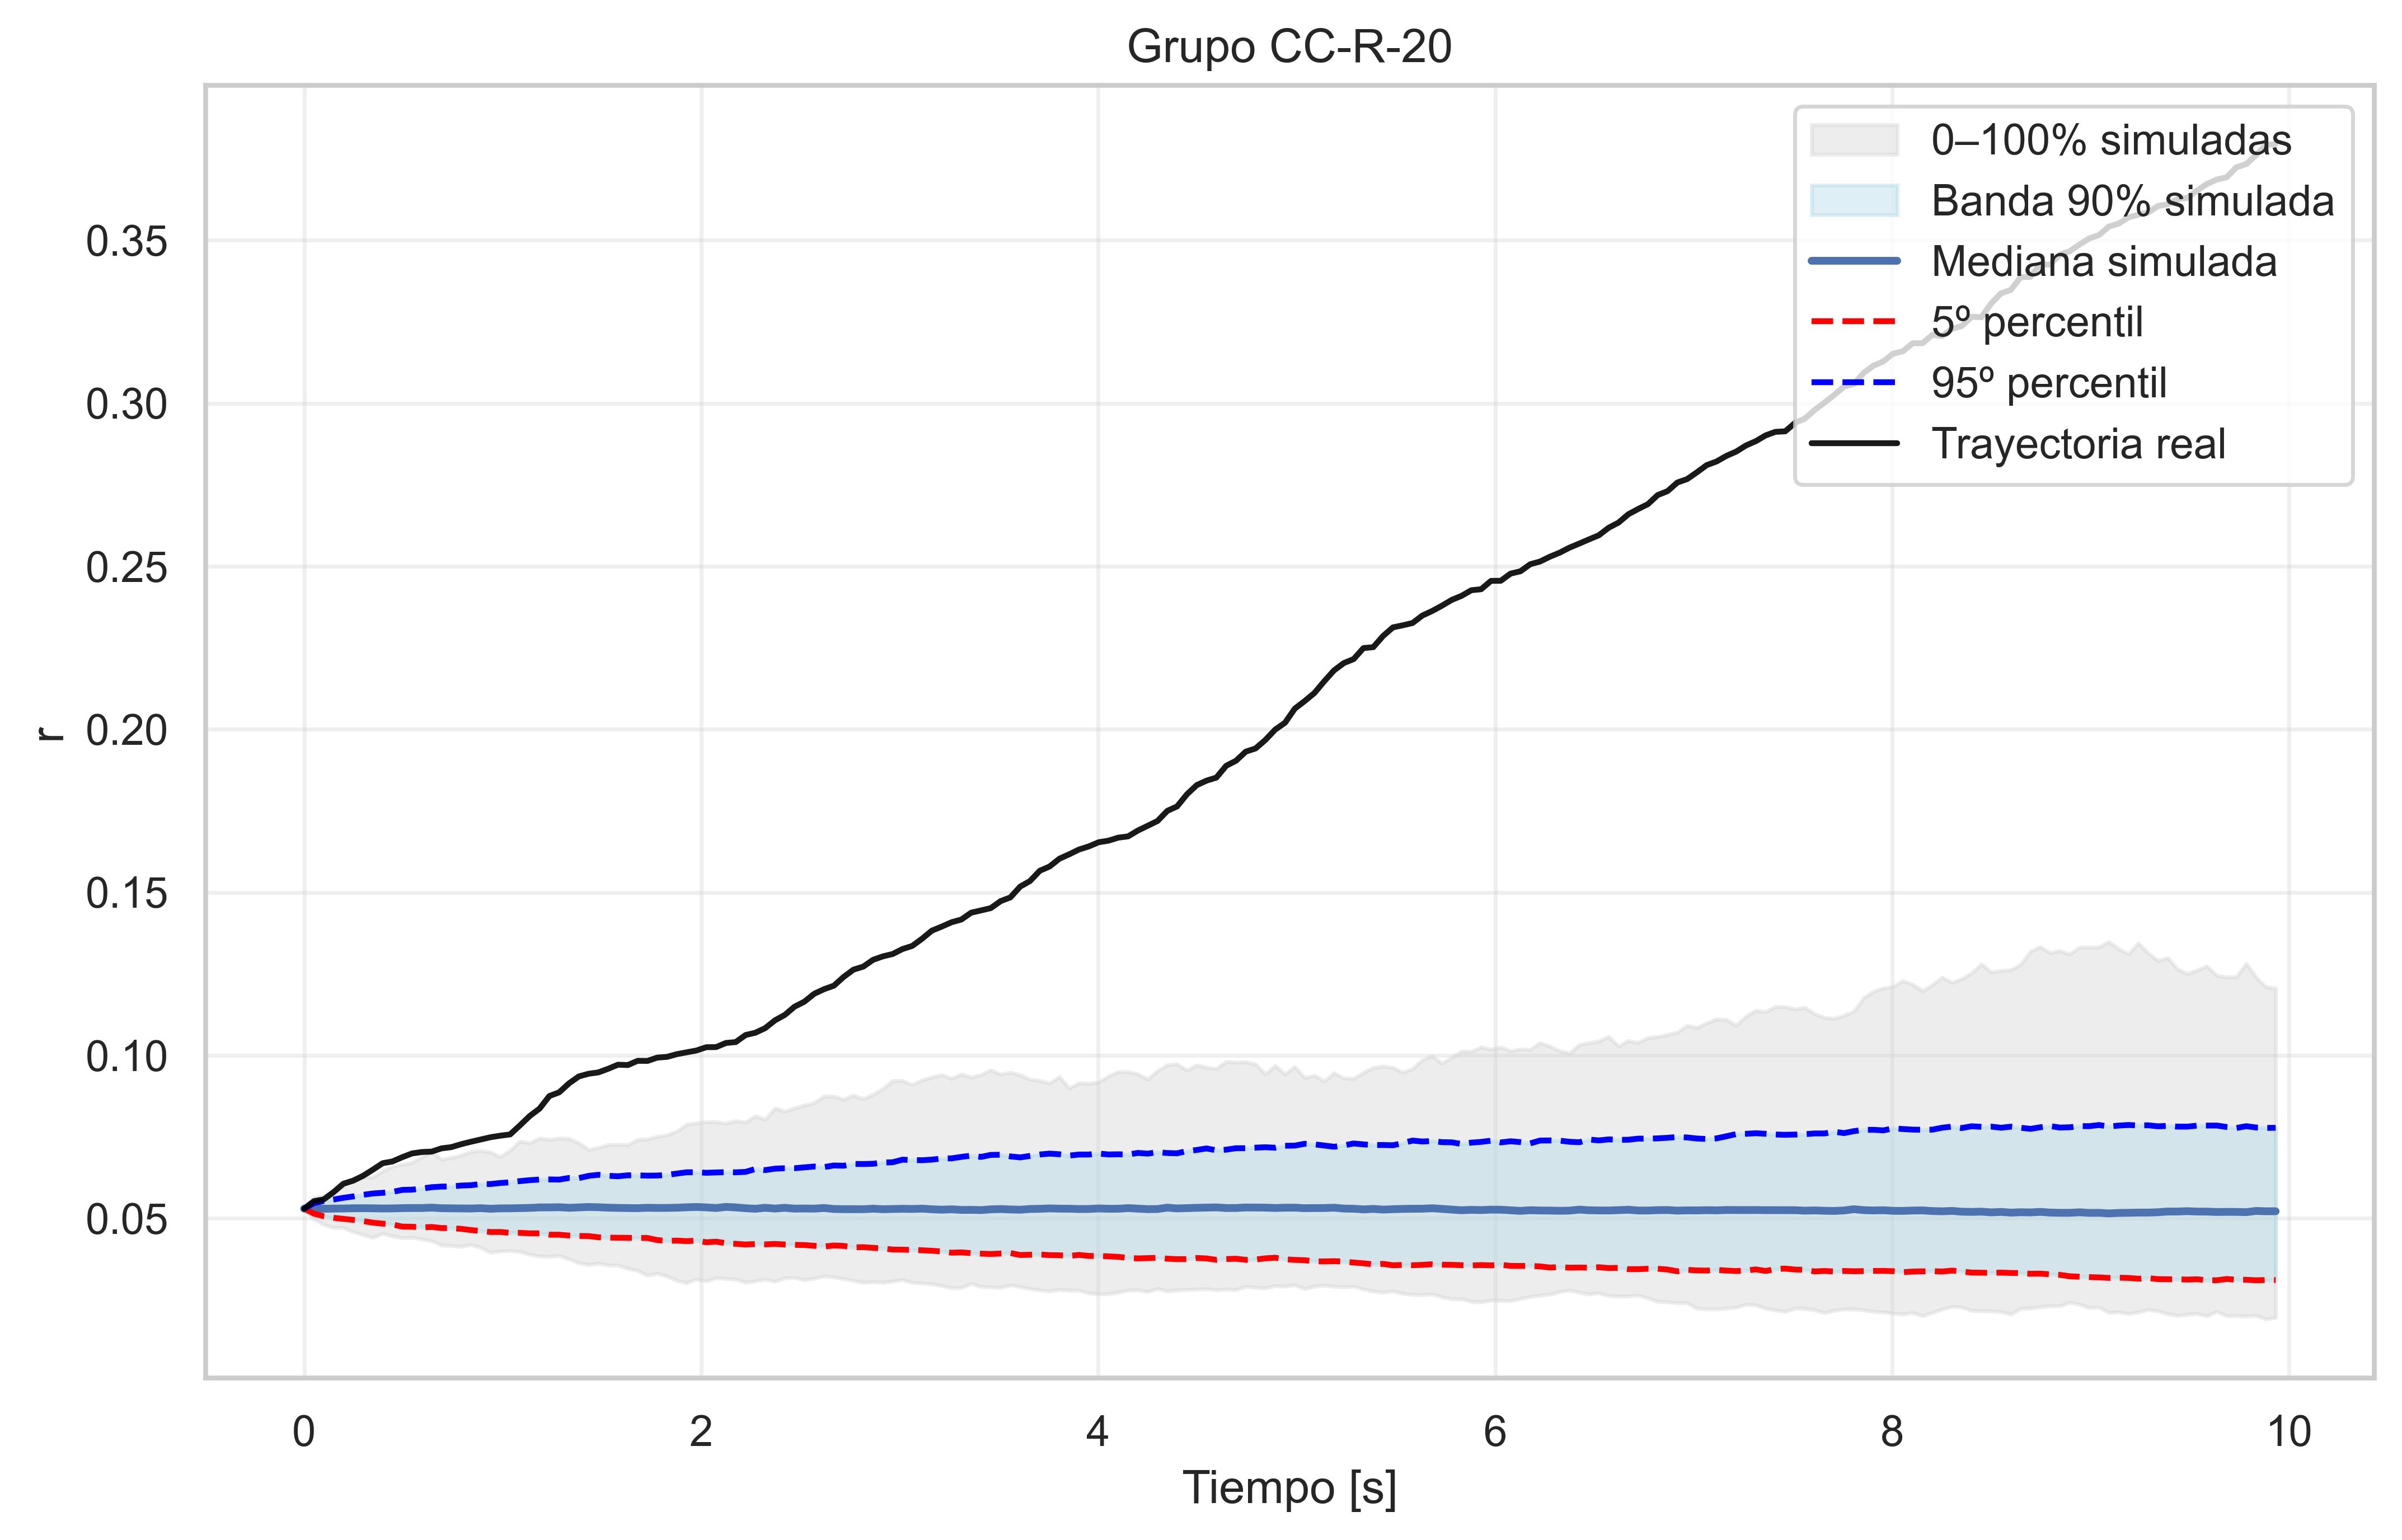 Grupo CC-R-20
0–100% simuladas
Banda 90% simulada
Mediana simulada
5º percentil
95º percentil
Trayectoria real
r
0.35
0.30
0.25
0.20
0.15
0.10
0.05
0 2 4 6 8 10
Tiempo [s]